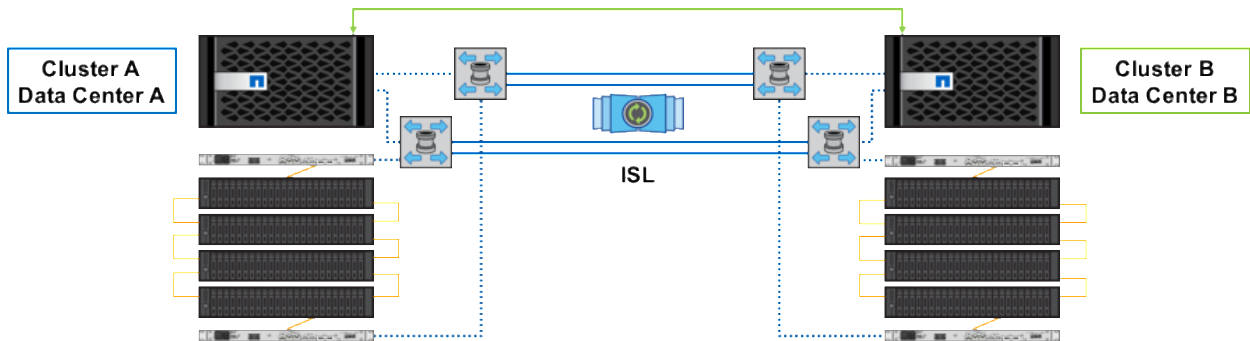 Cluster A
Data Center A
Cluster B
Data Center B
ISL